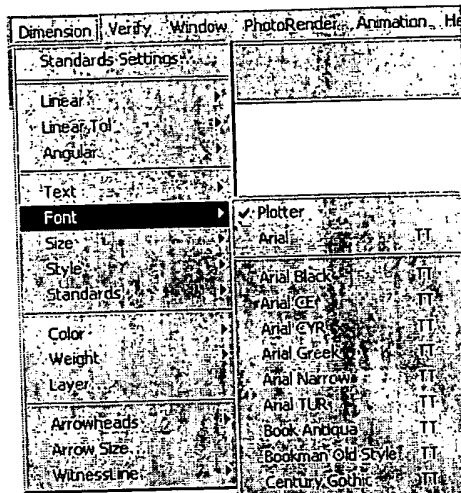 Dimension Verify Window PhotoRender Animation He
Standards Settings...
Linear
Linear Tol.
Angular
Text
Font
Size
Style
Standards
Color
Weight
Layer
Arrowheads
Arrow Size...
WitnessLine
✓ Plotter
Arial TT
Arial Black TT
Arial CE TT
Arial CYR TT
Arial Greek TT
Arial Narrow TT
Arial TUR TT
Book Antiqua TT
Bookman Old Style TT
Century Gothic TT